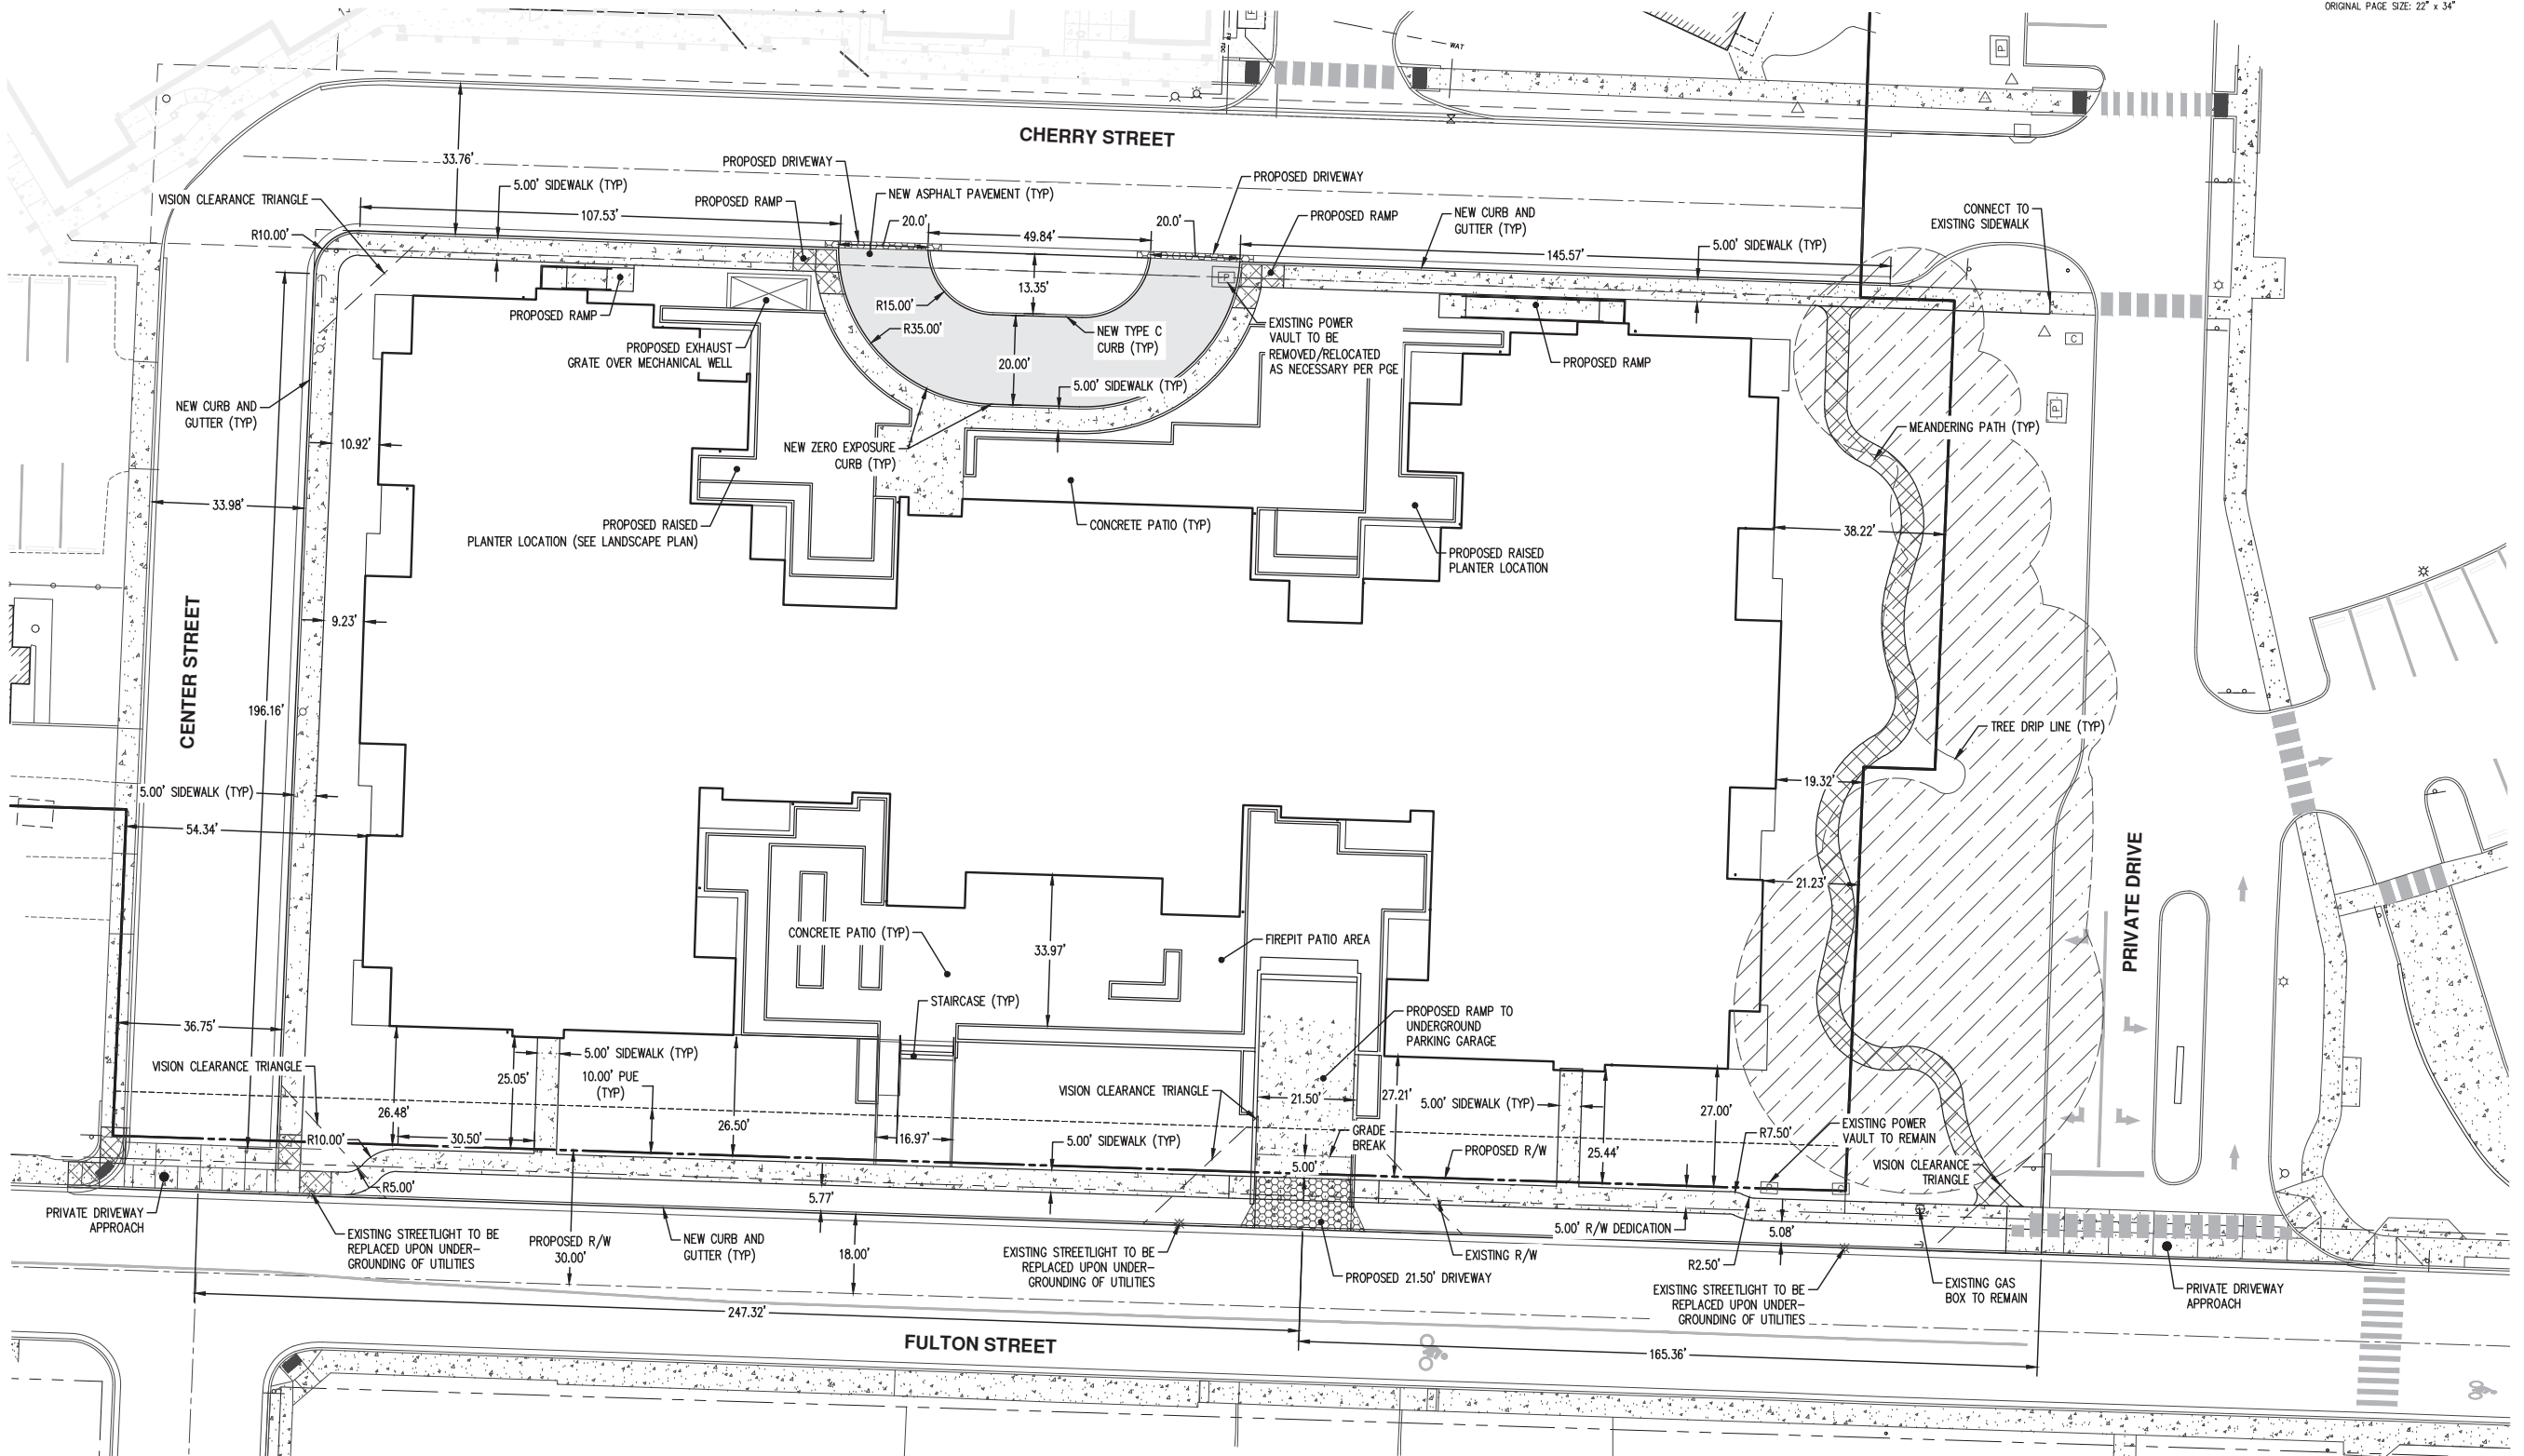 ORIGINAL PAGE SIZE: 22" x 34"
WAT
CHERRY STREET
33.76'
PROPOSED DRIVEWAY
5.00' SIDEWALK (TYP)
VISION CLEARANCE TRIANGLE
NEW ASPHALT PAVEMENT (TYP)
PROPOSED DRIVEWAY
PROPOSED RAMP
107.53'
20.0'
20.0'
PROPOSED RAMP
NEW CURB AND
GUTTER (TYP)
CONNECT TO
EXISTING SIDEWALK
R10.00'
49.84'
145.57'
5.00' SIDEWALK (TYP)
P
P
13.35'
R15.00'
PROPOSED RAMP
R35.00'
NEW TYPE C
CURB (TYP)
EXISTING POWER
VAULT TO BE
REMOVED/RELOCATED
AS NECESSARY PER PGE
PROPOSED EXHAUST
GRATE OVER MECHANICAL WELL
20.00'
PROPOSED RAMP
C
5.00' SIDEWALK (TYP)
P
NEW CURB AND
GUTTER (TYP)
10.92'
NEW ZERO EXPOSURE
CURB (TYP)
MEANDERING PATH (TYP)
33.98'
PROPOSED RAISED
PLANTER LOCATION (SEE LANDSCAPE PLAN)
CONCRETE PATIO (TYP)
38.22'
PROPOSED RAISED
PLANTER LOCATION
9.23'
CENTER STREET
196.16'
TREE DRIP LINE (TYP)
5.00' SIDEWALK (TYP)
19.32'
54.34'
21.23'
PRIVATE DRIVE
CONCRETE PATIO (TYP)
33.97'
FIREPIT PATIO AREA
STAIRCASE (TYP)
36.75'
PROPOSED RAMP TO
UNDERGROUND
PARKING GARAGE
VISION CLEARANCE TRIANGLE
5.00' SIDEWALK (TYP)
25.05'
10.00' PUE
(TYP)
VISION CLEARANCE TRIANGLE
21.50'
27.21'
5.00' SIDEWALK (TYP)
27.00'
26.48'
26.50'
R10.00'
30.50'
16.97'
5.00' SIDEWALK (TYP)
GRADE
BREAK
PROPOSED R/W
25.44'
R7.50'
EXISTING POWER
VAULT TO REMAIN
5.00'
VISION CLEARANCE
TRIANGLE
R5.00'
5.77'
PRIVATE DRIVEWAY
APPROACH
EXISTING STREETLIGHT TO BE
REPLACED UPON UNDER-
GROUNDING OF UTILITIES
PROPOSED R/W
30.00'
NEW CURB AND
GUTTER (TYP)
18.00'
EXISTING STREETLIGHT TO BE
REPLACED UPON UNDER-
GROUNDING OF UTILITIES
5.00' R/W DEDICATION
5.08'
EXISTING R/W
R2.50'
PROPOSED 21.50' DRIVEWAY
EXISTING STREETLIGHT TO BE
REPLACED UPON UNDER-
GROUNDING OF UTILITIES
EXISTING GAS
BOX TO REMAIN
PRIVATE DRIVEWAY
APPROACH
247.32'
FULTON STREET
165.36'